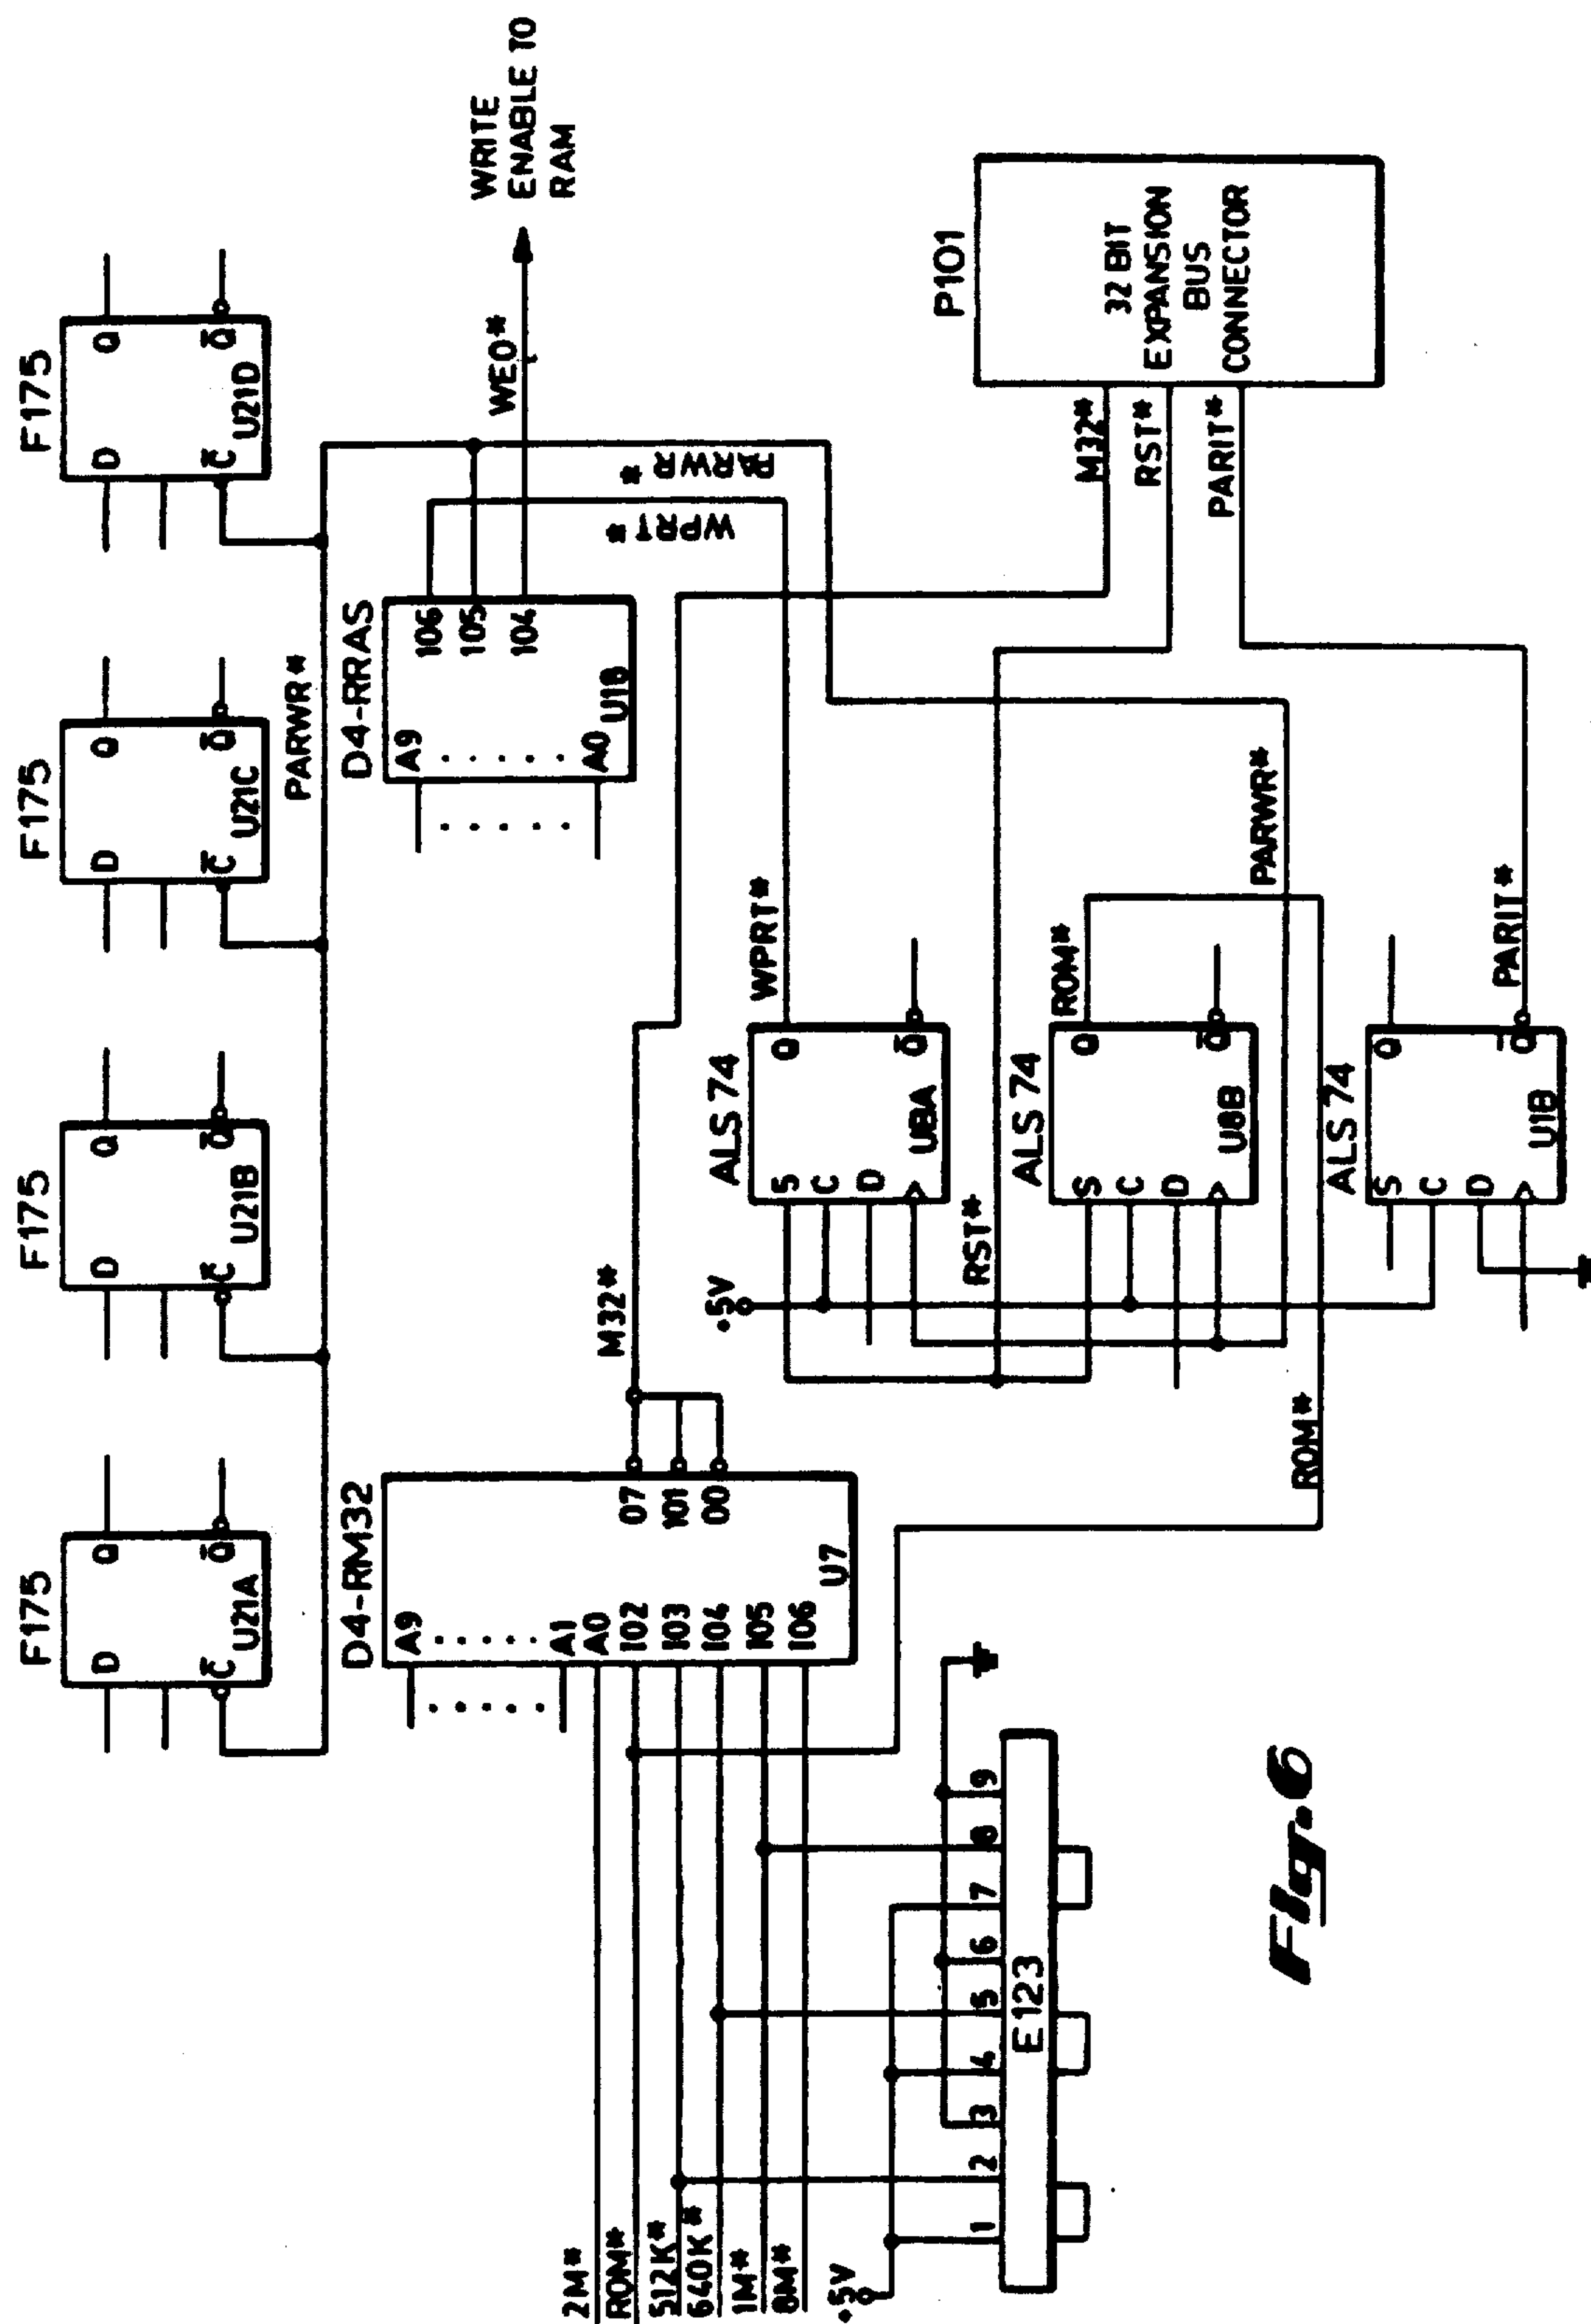 F175
D
Q
C̅
Q̅
U21A
F175
D
Q
C̅
Q̅
U21B
F175
D
Q
C̅
Q̅
U21C
F175
D
Q
C̅
Q̅
U21D
PARWR*
D4-RM32
A9
A1
A0
102
103
104
105
106
07
101
00
U7
2M*
ROM*
512K*
640K*
1M*
8M*
M32*
D4-RRAS
A9
A0
106
105
104
U18
WE0*
WRITE
ENABLE TO
RAM
PARWR*
WPRT*
+5V
1
2
3
4
5
6
7
8
9
E123
+5V
ALS 74
S
C
D
Q
Q̅
U8A
WPRT*
RST*
ALS 74
S
C
D
Q
Q̅
U8B
ROM*
PARWR*
ROM*
ALS 74
S
C
D
Q
Q̅
U1B
PARIT*
P101
M32*
RST*
PARIT*
32 BIT
EXPANSION
BUS
CONNECTOR
Fig. 6